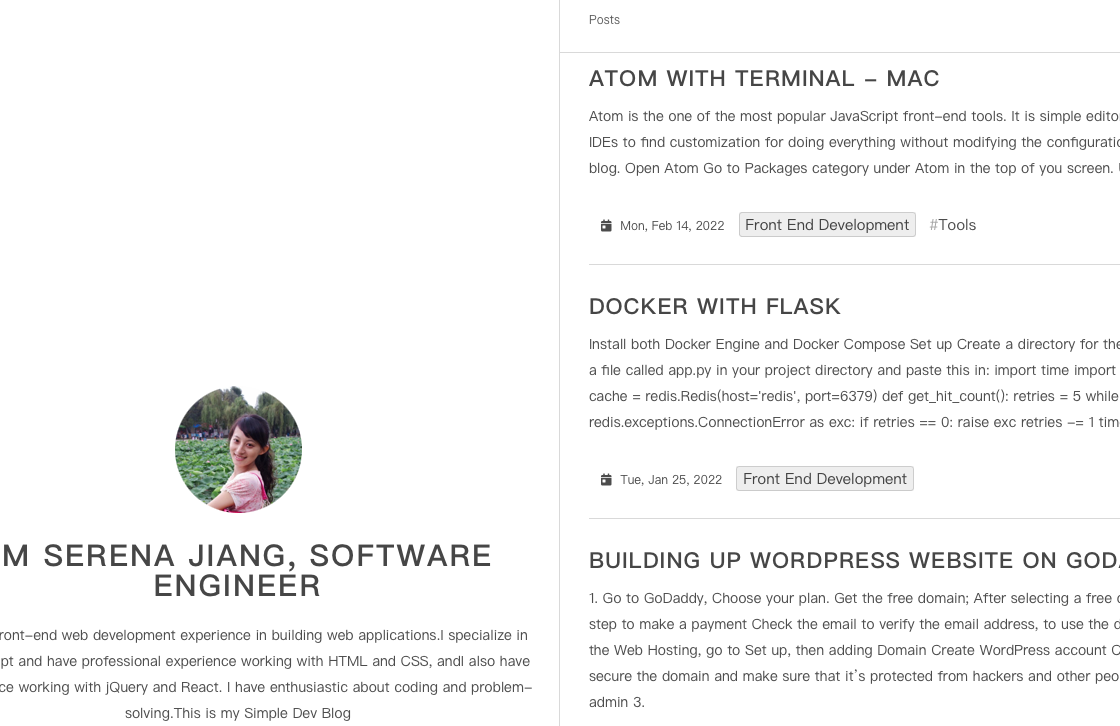 M SERENA JIANG, SOFTWARE
ENGINEER
front-end web development experience in building web applications.I specialize in
pt and have professional experience working with HTML and CSS, andI also have
ce working with jQuery and React. I have enthusiastic about coding and problem-
solving.This is my Simple Dev Blog
Posts
ATOM WITH TERMINAL - MAC
Atom is the one of the most popular JavaScript front-end tools. It is simple edito
IDEs to find customization for doing everything without modifying the configuratio
blog. Open Atom Go to Packages category under Atom in the top of you screen.
Mon, Feb 14, 2022 Front End Development #Tools
DOCKER WITH FLASK
Install both Docker Engine and Docker Compose Set up Create a directory for the
a file called app.py in your project directory and paste this in: import time import
cache = redis.Redis(host='redis', port=6379) def get_hit_count(): retries = 5 while
redis.exceptions.ConnectionError as exc: if retries == 0: raise exc retries -= 1 tim
Tue, Jan 25, 2022 Front End Development
BUILDING UP WORDPRESS WEBSITE ON GOD
1. Go to GoDaddy, Choose your plan. Get the free domain; After selecting a free
step to make a payment Check the email to verify the email address, to use the
the Web Hosting, go to Set up, then adding Domain Create WordPress account
secure the domain and make sure that it's protected from hackers and other peo
admin 3.